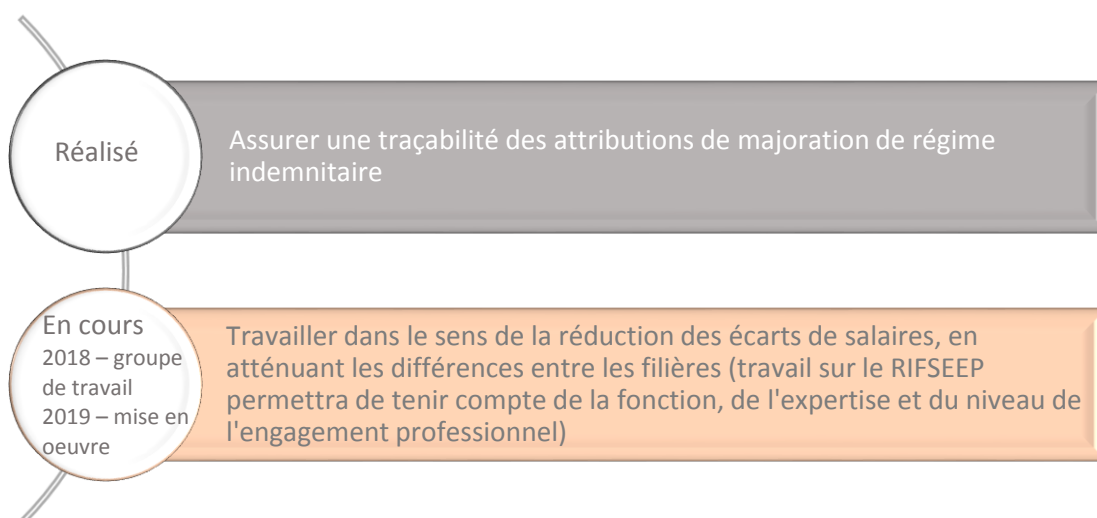 Réalisé
Assurer une traçabilité des attributions de majoration de régime
indemnitaire
En cours
2018 – groupe
de travail
2019 – mise en
oeuvre
Travailler dans le sens de la réduction des écarts de salaires, en
atténuant les différences entre les filières (travail sur le RIFSEEP
permettra de tenir compte de la fonction, de l'expertise et du niveau de
l'engagement professionnel)